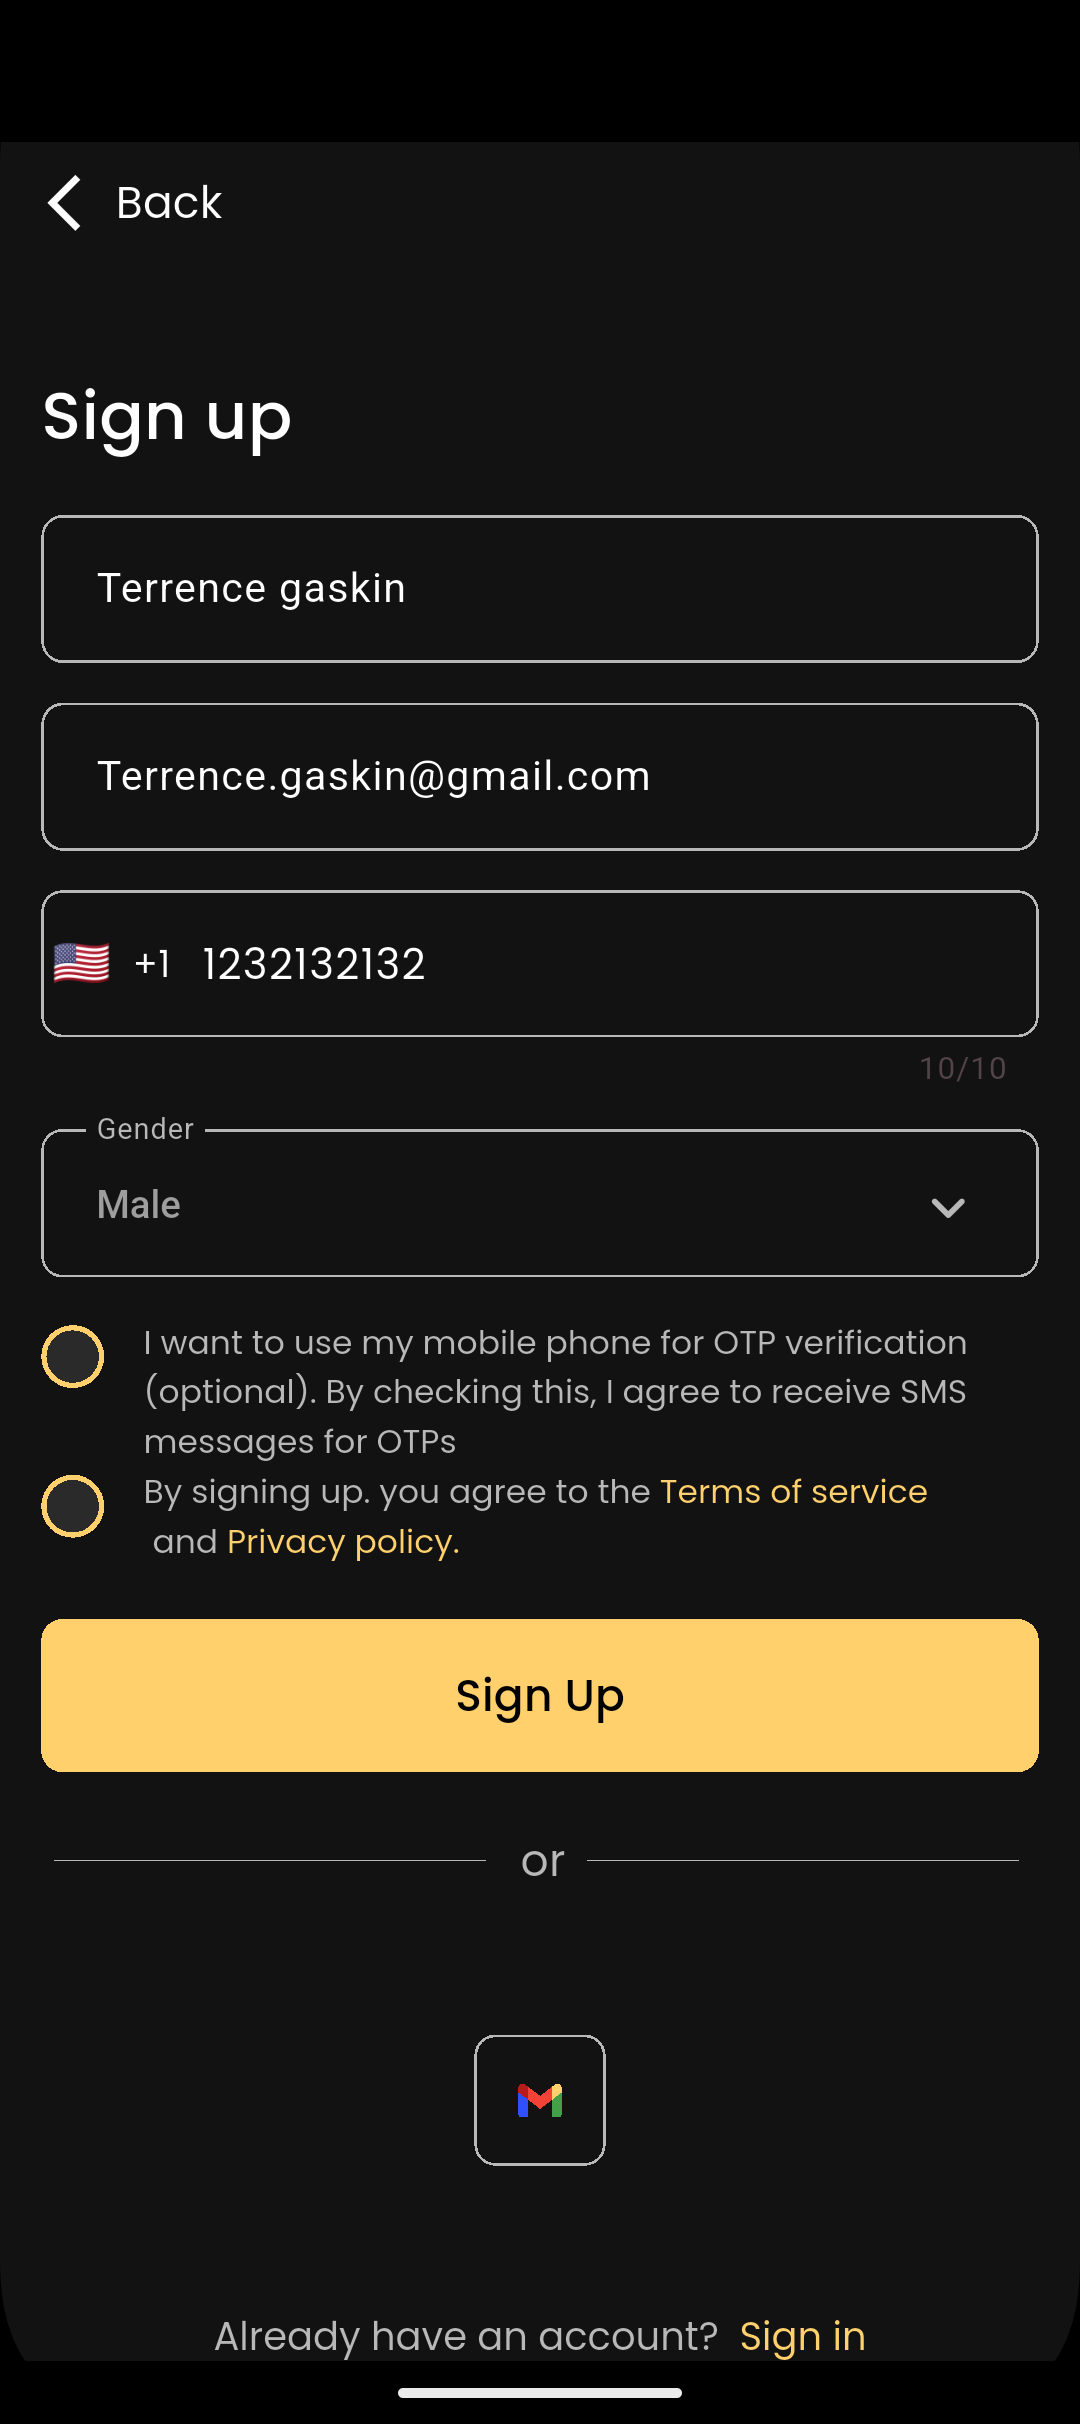 Back
Sign up
Terrence gaskin
Terrence.gaskin@gmail.com
+1 1232132132
10/10
Gender
Male
I want to use my mobile phone for OTP verification
(optional). By checking this, I agree to receive SMS
messages for OTPs
By signing up. you agree to the Terms of service
and Privacy policy.
Sign Up
or
Already have an account? Sign in